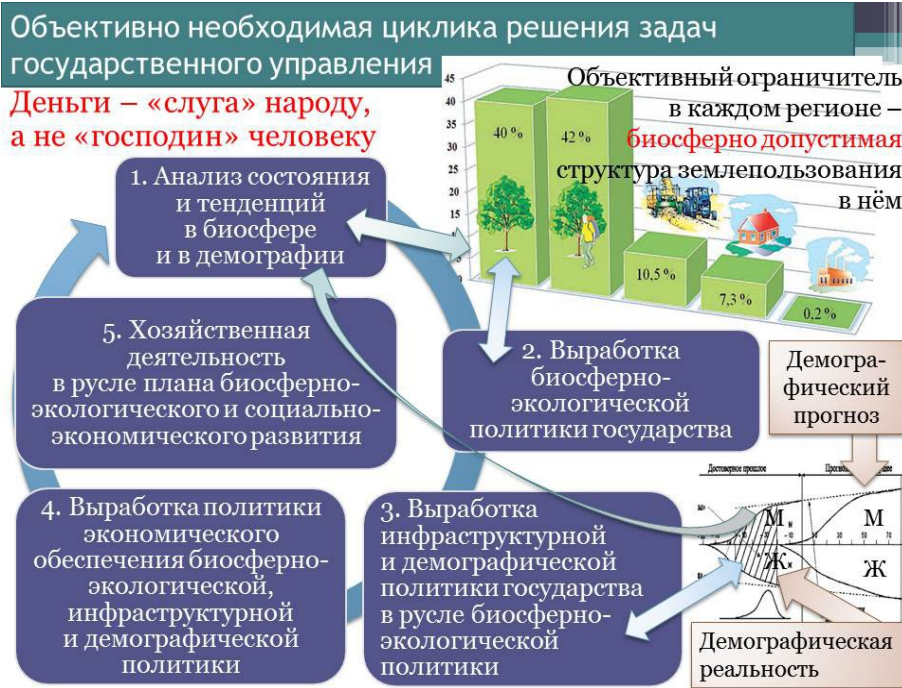 Объективно необходимая циклика решения задач
государственного управления
Деньги – «слуга» народу,
а не «господин» человеку
Объективный ограничитель
в каждом регионе –
биосферно допустимая
структура землепользования
в нём
45
40
35
30
25
20
15
40 %
42 %
10,5 %
7,3 %
0,2 %
1. Анализ состояния
и тенденций
в биосфере
и в демографии
5. Хозяйственная
деятельность
в русле плана биосферно-
экологического и социально-
экономического развития
2. Выработка
биосферно-
экологической
политики государства
Демогра-
фический
прогноз
4. Выработка политики
экономического
обеспечения биосферно-
экологической,
инфраструктурной
и демографической
политики
3. Выработка
инфраструктурной
и демографической
политики государства
в русле биосферно-
экологической
политики
Достоверное прошлое
М
М
Ж
Ж
Демографическая
реальность